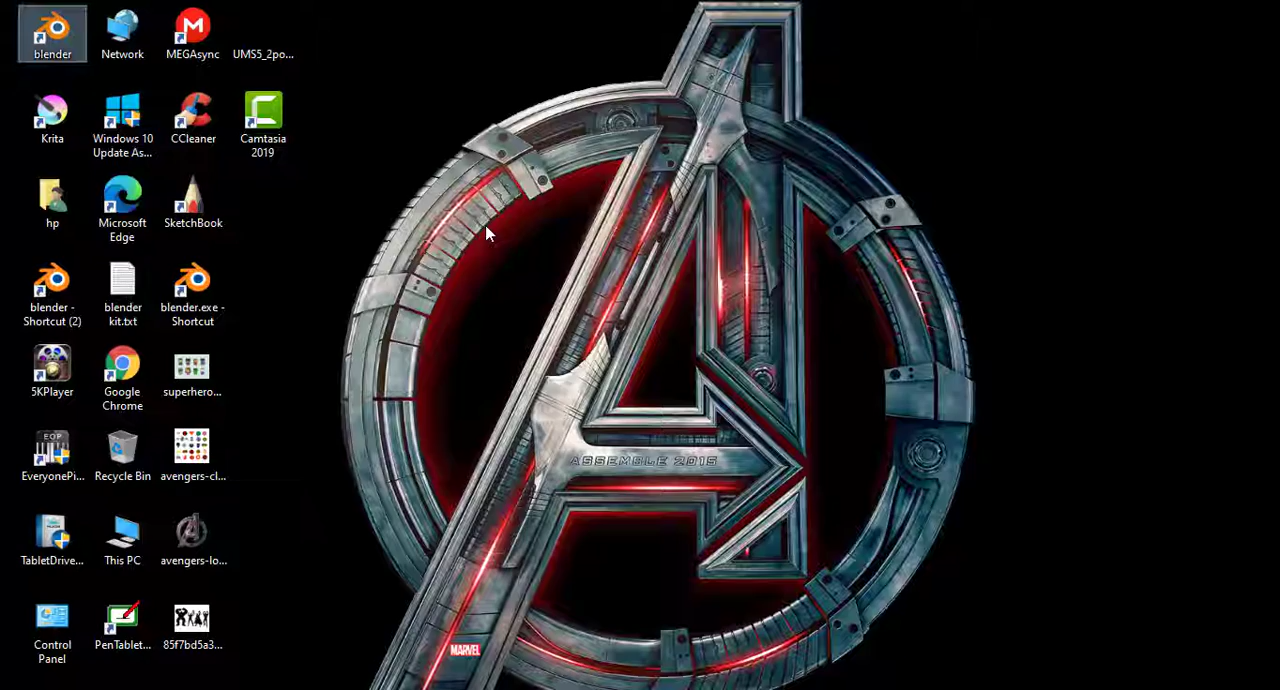 blender
Network
MEGAsync
UMS5_2po...
Krita
Windows 10
Update As...
CCleaner
Camtasia
2019
hp
Microsoft
Edge
SketchBook
blender -
Shortcut (2)
blender
kit.txt
blender.exe -
Shortcut
5KPlayer
Google
Chrome
superhero...
EOP
EveryonePi...
Recycle Bin
avengers-cl...
TabletDrive...
This PC
avengers-lo...
Control
Panel
PenTablet...
85f7bd5a3...
ASSEMBLE 2015
MARVEL